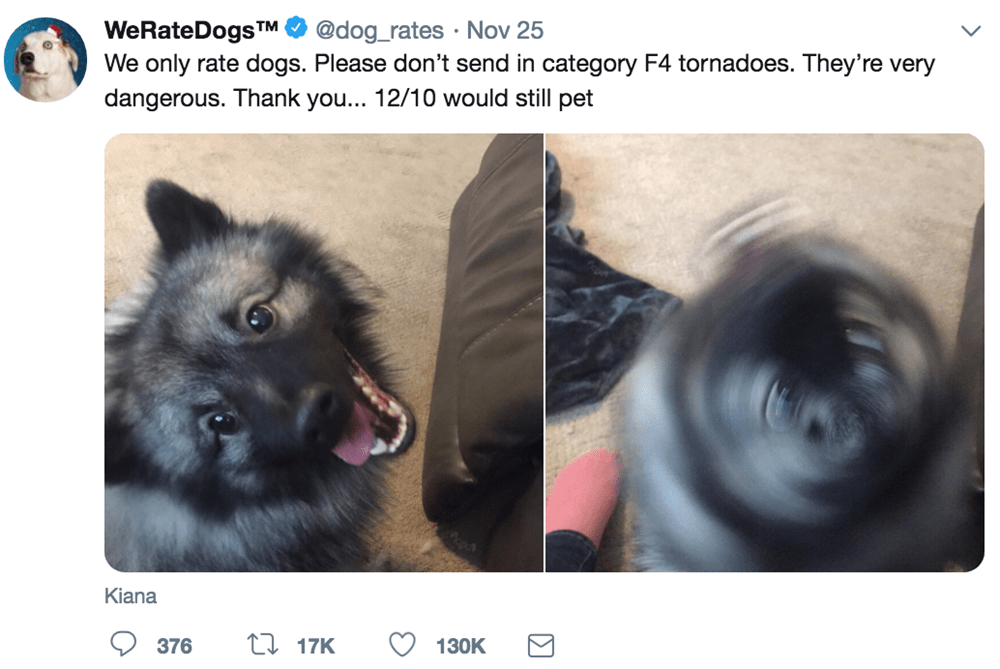 WeRateDogs™ @dog_rates · Nov 25
We only rate dogs. Please don’t send in category F4 tornadoes. They’re very
dangerous. Thank you... 12/10 would still pet
Kiana
376 17K 130K